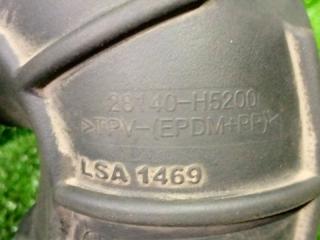 28140-H5200
>TPV-(EPDM+PP)<
LSA 1469